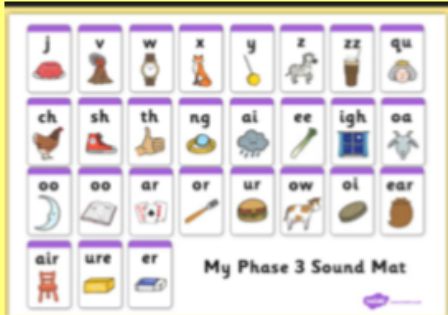 j v w x y z zz qu
ch sh th ng ai ee igh oa
oo oo ar or ur ow oi ear
air ure er
My Phase 3 Sound Mat